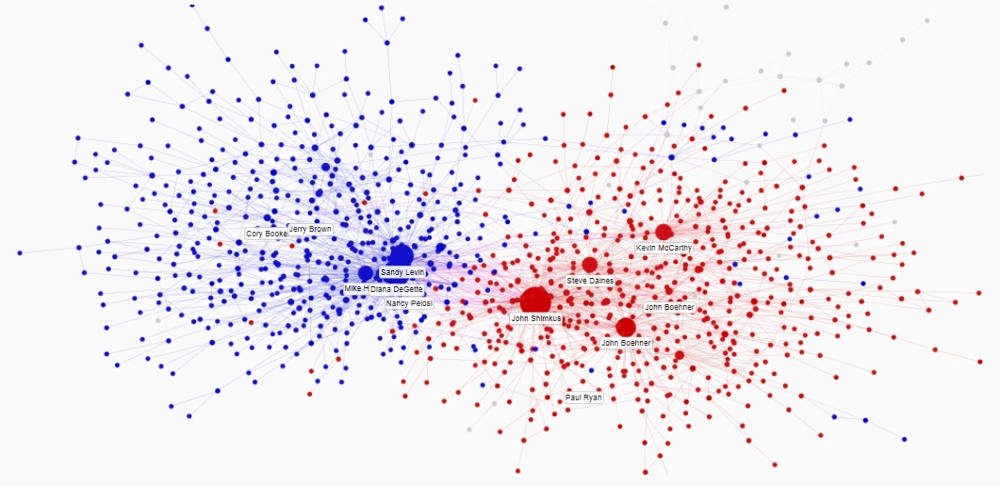 Cory Booke
Jerry Brown
Kevin McCarthy
Sandy Levin
Steve Daines
Mike H
Diana DeGette
Nancy Pelosi
John Boehner
John Shimkus
John Boehner
Paul Ryan